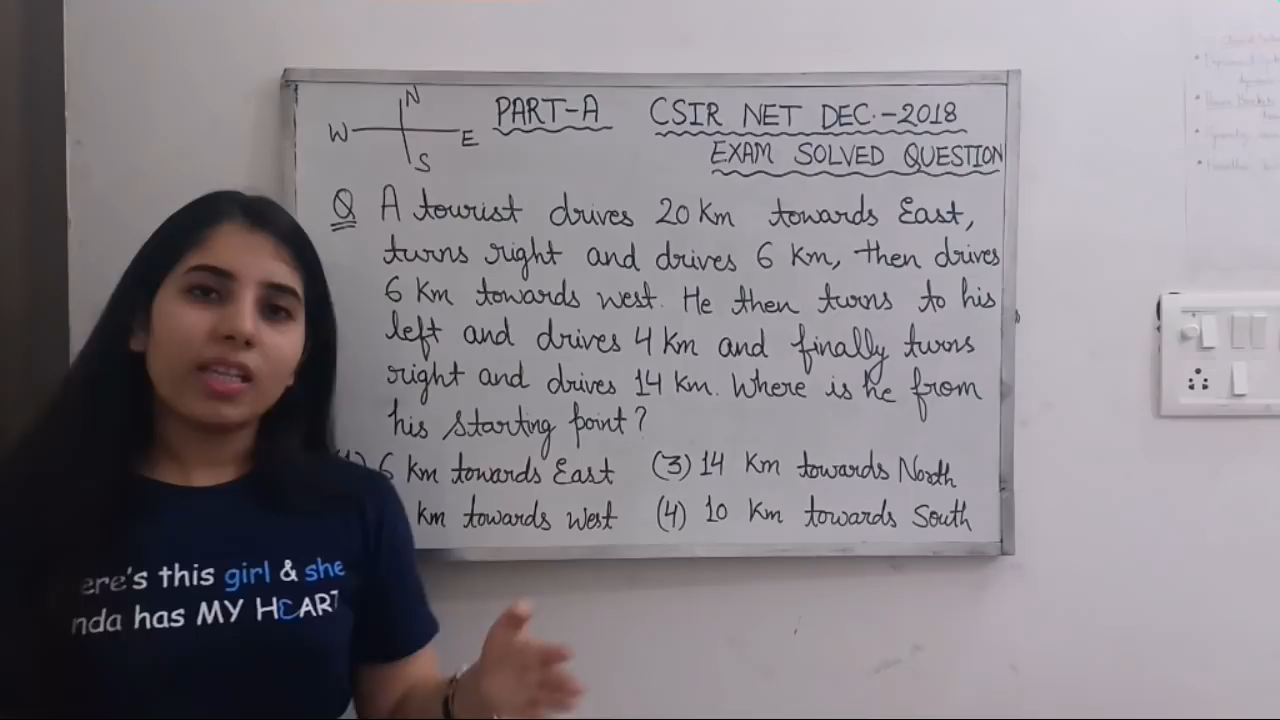 N
W E
S
PART-A CSIR NET DEC.-2018
EXAM SOLVED QUESTION
Q A tourist drives 20 Km towards East,
turns right and drives 6 Km, then drives
6 Km towards west. He then turns to his
left and drives 4 Km and finally turns
right and drives 14 Km. Where is he from
his starting point?
6 Km towards East (3) 14 Km towards North
Km towards West (4) 10 Km towards South
ere's this girl & she
nda has MY HEART